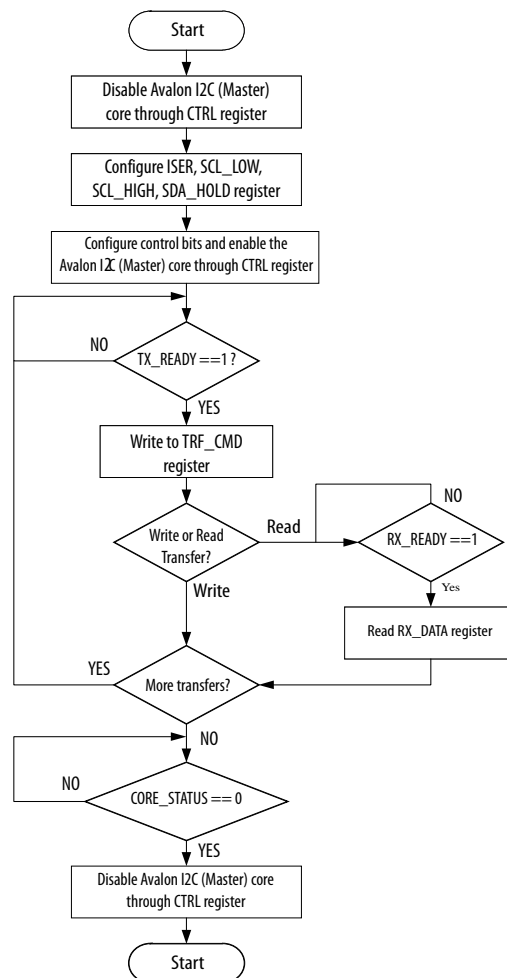 Start
Disable Avalon I2C (Master)
core through CTRL register
Configure ISER, SCL_LOW,
SCL_HIGH, SDA_HOLD register
Configure control bits and enable the
Avalon I2C (Master) core through CTRL register
NO
TX_READY ==1 ?
YES
Write to TRF_CMD
register
NO
Write or Read
Transfer?
Read
RX_READY ==1
Yes
Write
Read RX_DATA register
YES
More transfers?
NO
NO
CORE_STATUS == 0
YES
Disable Avalon I2C (Master) core
through CTRL register
Start